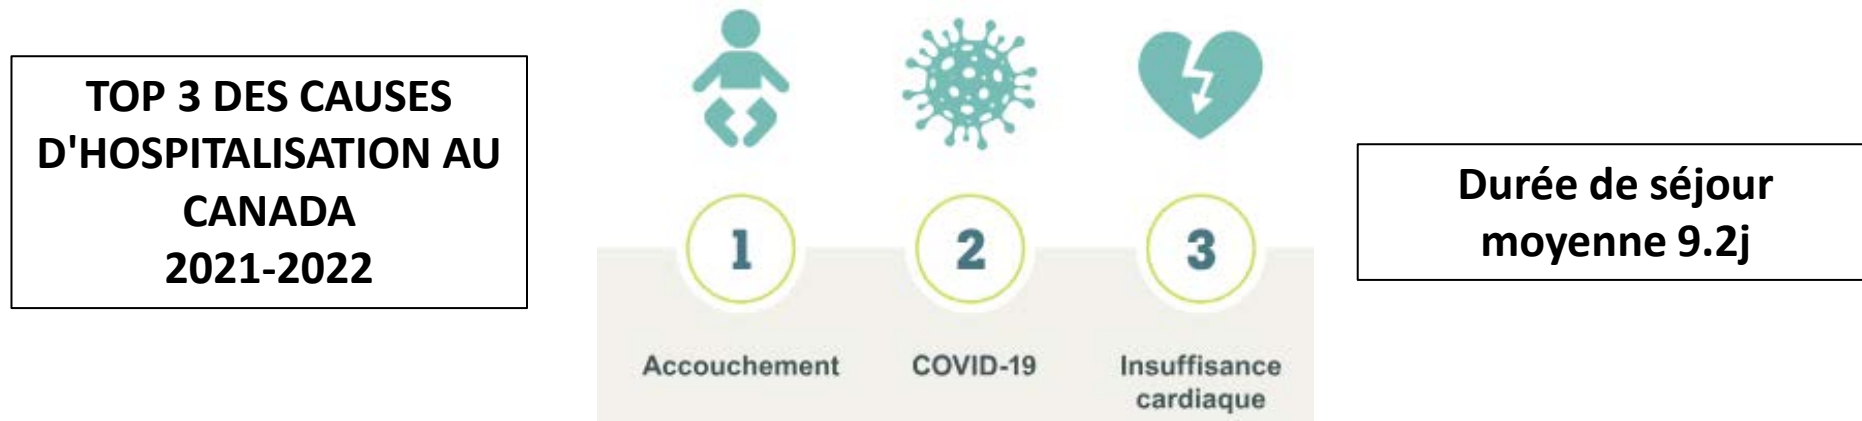 TOP 3 DES CAUSES
D'HOSPITALISATION AU
CANADA
2021-2022
1
2
3
Accouchement
COVID-19
Insuffisance
cardiaque
Durée de séjour
moyenne 9.2j